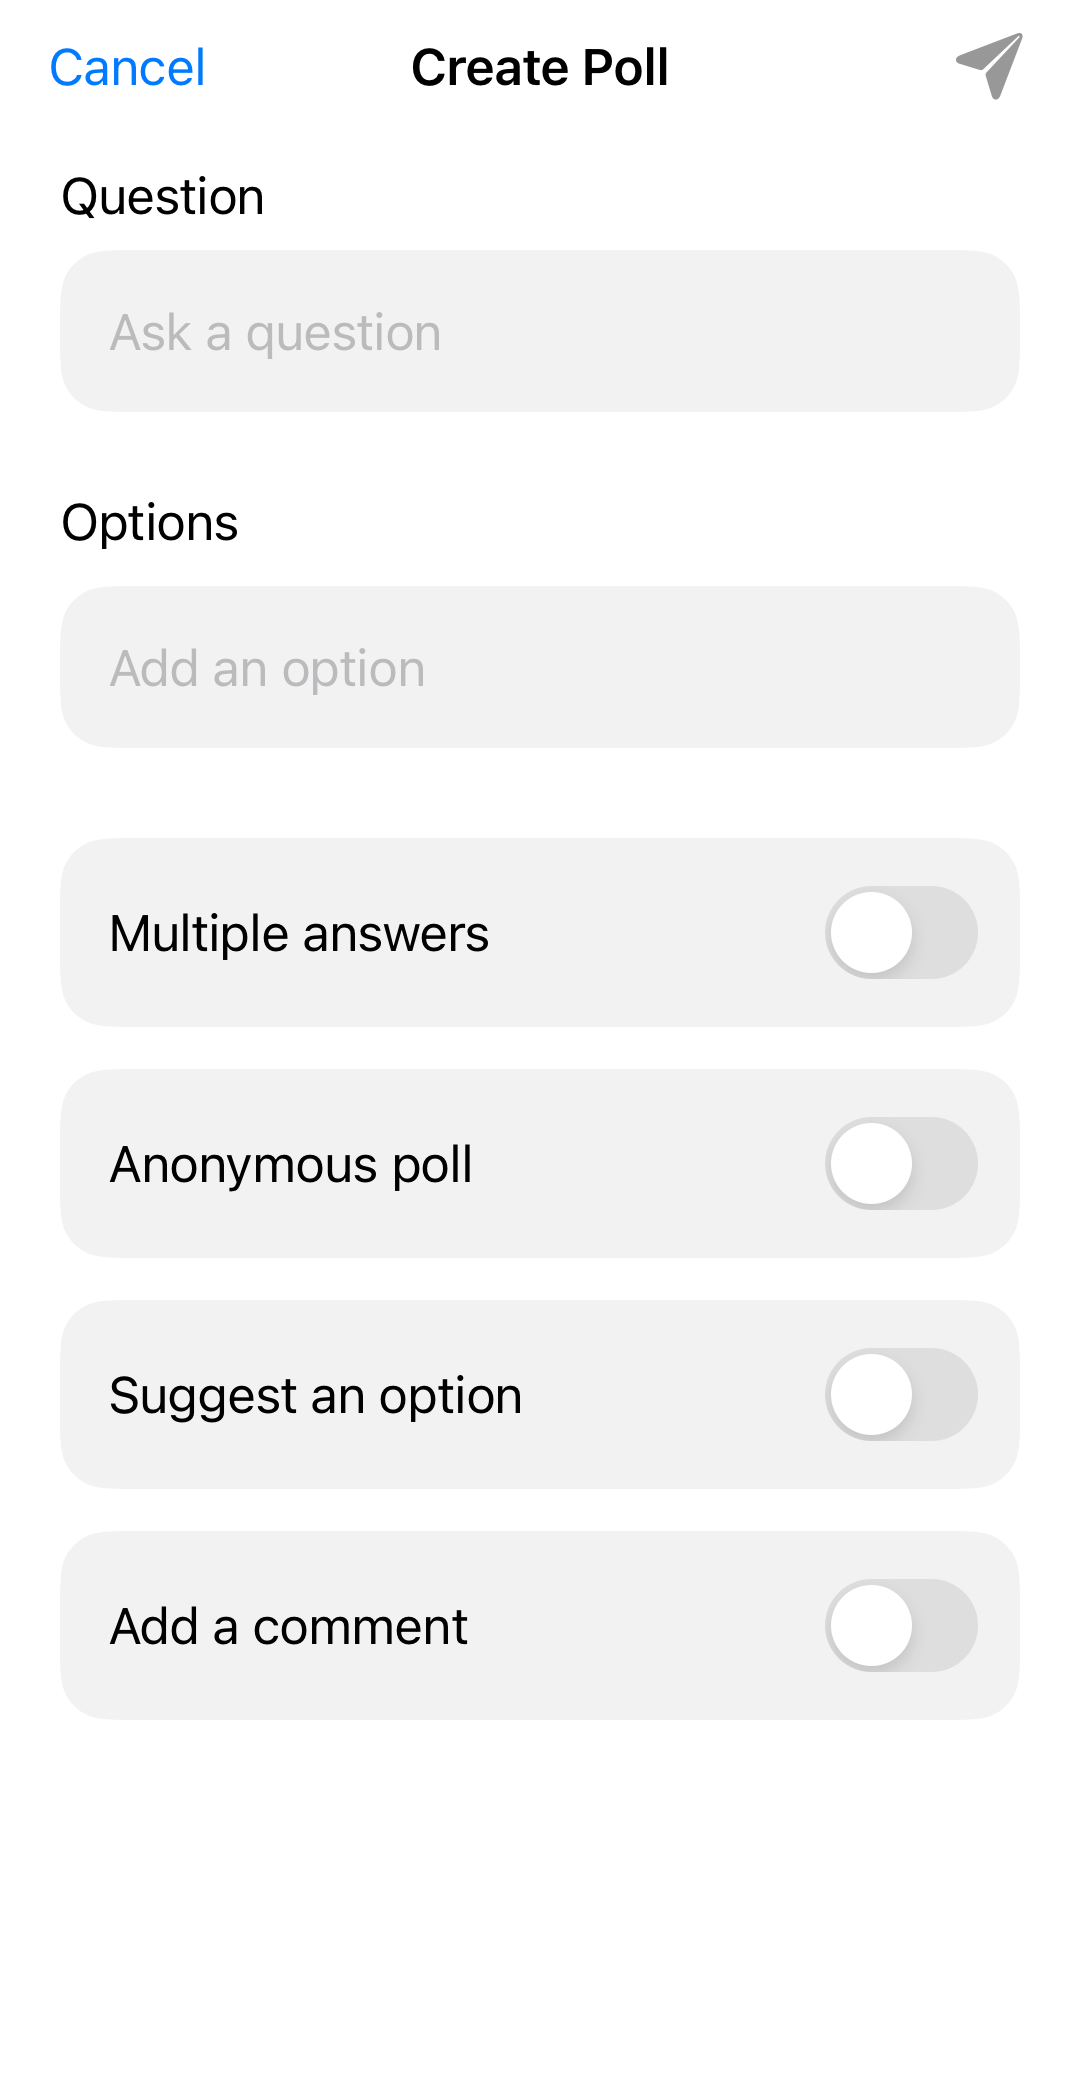 Cancel
Create Poll
Question
Ask a question
Options
Add an option
Multiple answers
Anonymous poll
Suggest an option
Add a comment